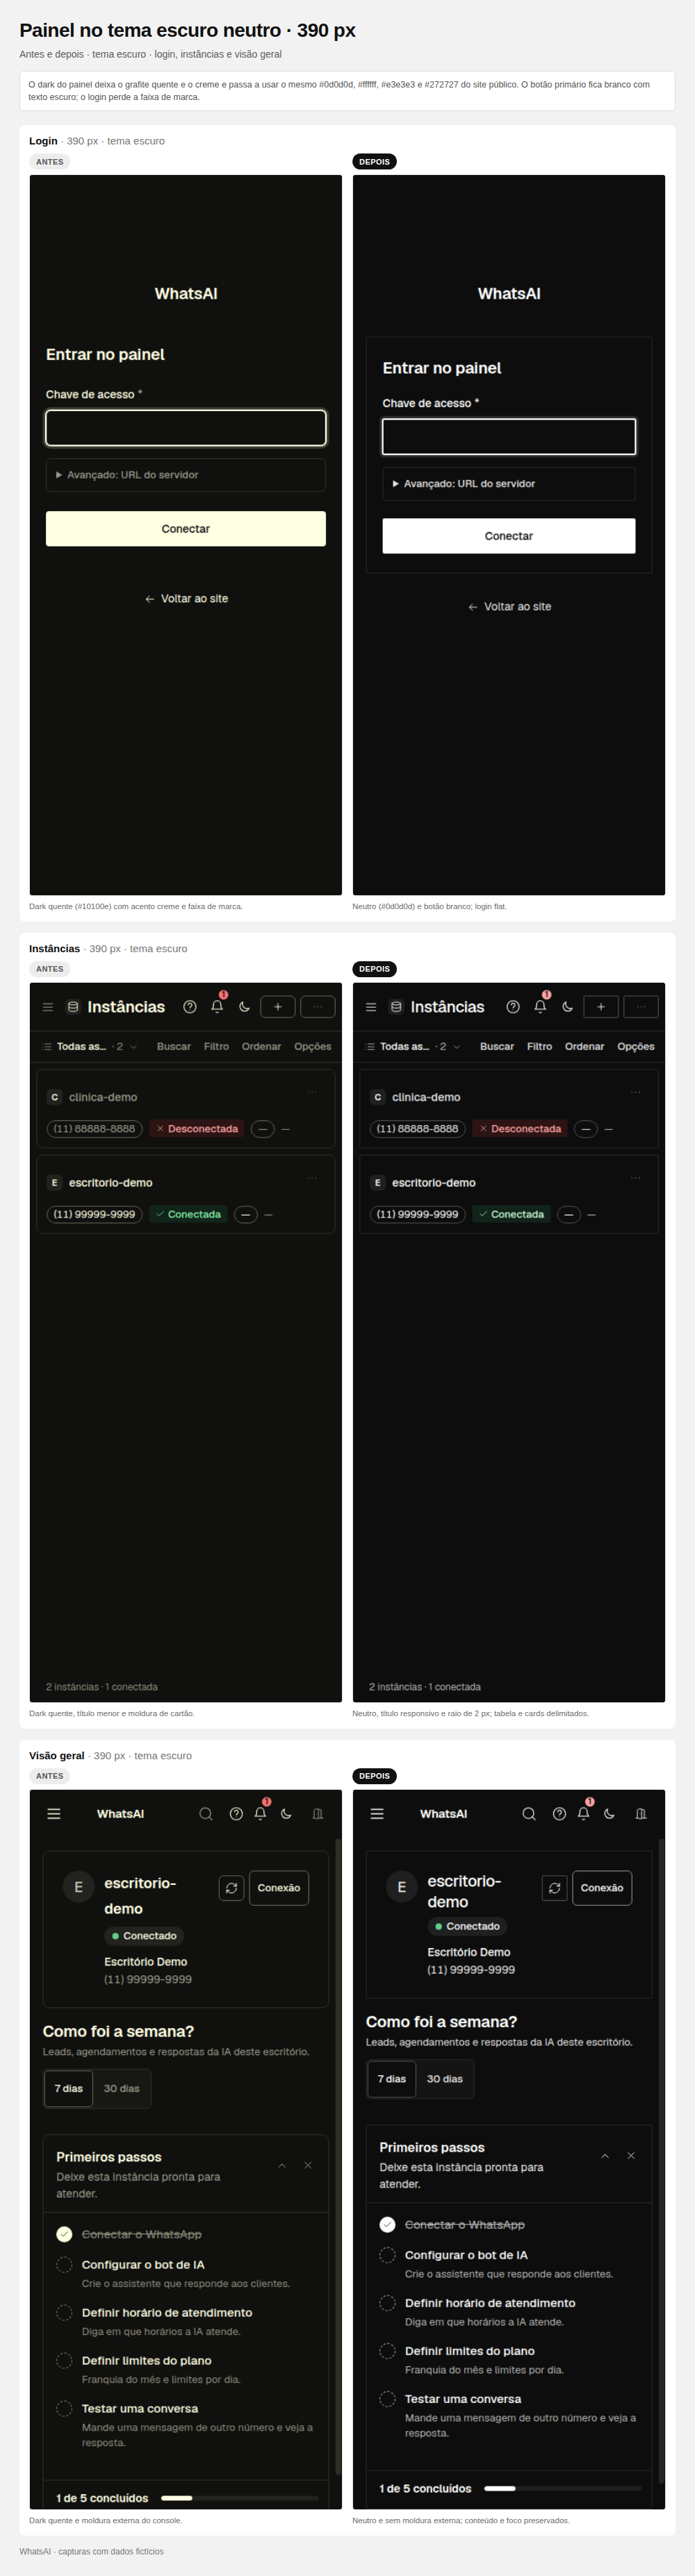 Painel no tema escuro neutro · 390 px
Antes e depois · tema escuro · login, instâncias e visão geral
O dark do painel deixa o grafite quente e o creme e passa a usar o mesmo #0d0d0d, #ffffff, #e3e3e3 e #272727 do site público. O botão primário fica branco com
texto escuro; o login perde a faixa de marca.
Login · 390 px · tema escuro
ANTES
WhatsAI
Entrar no painel
Chave de acesso *
Avançado: URL do servidor
Conectar
← Voltar ao site
Dark quente (#10100e) com acento creme e faixa de marca.
DEPOIS
WhatsAI
Entrar no painel
Chave de acesso *
Avançado: URL do servidor
Conectar
← Voltar ao site
Neutro (#0d0d0d) e botão branco; login flat.
Instâncias · 390 px · tema escuro
ANTES
Instâncias 1 + ...
Todas as... · 2 Buscar Filtro Ordenar Opções
C clinica-demo ...
(11) 88888-8888 × Desconectada — —
E escritorio-demo ...
(11) 99999-9999 ✓ Conectada — —
2 instâncias · 1 conectada
Dark quente, título menor e moldura de cartão.
DEPOIS
Instâncias 1 + ...
Todas as... · 2 Buscar Filtro Ordenar Opções
C clinica-demo ...
(11) 88888-8888 × Desconectada — —
E escritorio-demo ...
(11) 99999-9999 ✓ Conectada — —
2 instâncias · 1 conectada
Neutro, título responsivo e raio de 2 px; tabela e cards delimitados.
Visão geral · 390 px · tema escuro
ANTES
WhatsAI 1
E escritorio-
demo
Conexão
Conectado
Escritório Demo
(11) 99999-9999
Como foi a semana?
Leads, agendamentos e respostas da IA deste escritório.
7 dias 30 dias
Primeiros passos
Deixe esta instância pronta para
atender.
Conectar o WhatsApp
Configurar o bot de IA
Crie o assistente que responde aos clientes.
Definir horário de atendimento
Diga em que horários a IA atende.
Definir limites do plano
Franquia do mês e limites por dia.
Testar uma conversa
Mande uma mensagem de outro número e veja a
resposta.
1 de 5 concluídos
Dark quente e moldura externa do console.
DEPOIS
WhatsAI 1
E escritorio-
demo
Conexão
Conectado
Escritório Demo
(11) 99999-9999
Como foi a semana?
Leads, agendamentos e respostas da IA deste escritório.
7 dias 30 dias
Primeiros passos
Deixe esta instância pronta para
atender.
Conectar o WhatsApp
Configurar o bot de IA
Crie o assistente que responde aos clientes.
Definir horário de atendimento
Diga em que horários a IA atende.
Definir limites do plano
Franquia do mês e limites por dia.
Testar uma conversa
Mande uma mensagem de outro número e veja a
resposta.
1 de 5 concluídos
Neutro e sem moldura externa; conteúdo e foco preservados.
WhatsAI · capturas com dados fictícios